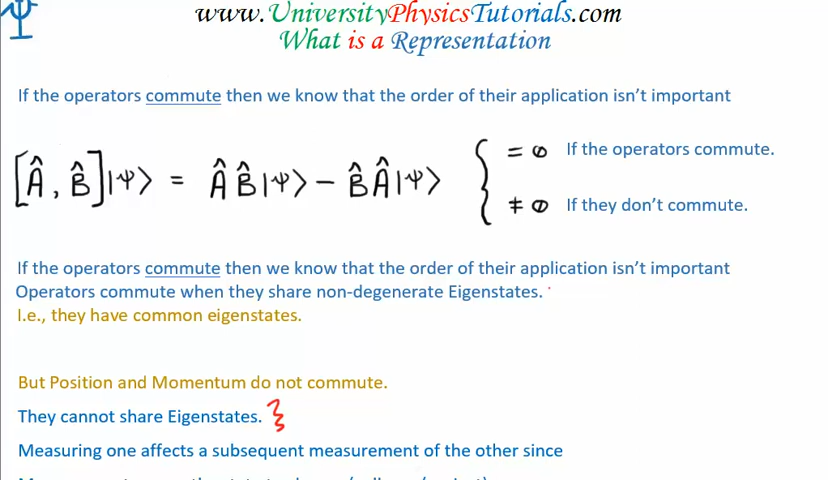 www.UniversityPhysicsTutorials.com
What is a Representation
If the operators commute then we know that the order of their application isn't important
[Â, B̂]|ψ⟩ = ÂB̂|ψ⟩ − B̂Â|ψ⟩ { = 0 If the operators commute.
≠ 0 If they don't commute.
If the operators commute then we know that the order of their application isn't important
Operators commute when they share non-degenerate Eigenstates.
I.e., they have common eigenstates.
But Position and Momentum do not commute.
They cannot share Eigenstates.
Measuring one affects a subsequent measurement of the other since